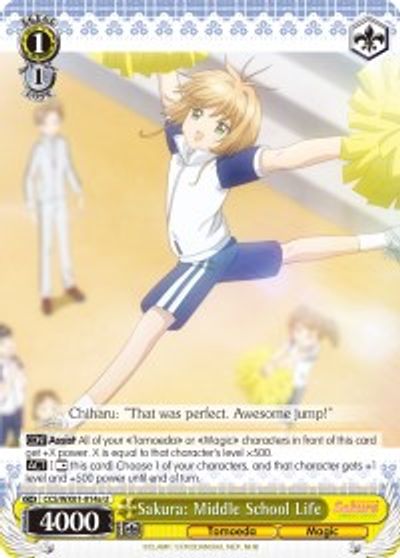 1
1
Chiharu: "That was perfect. Awesome jump!"
CONT Assist All of your «Tomoeda» or «Magic» characters in front of this card
get +X power. X is equal to that character's level ×500.
ACT [ (this card)] Choose 1 of your characters, and that character gets +1
level and +500 power until end of turn.
4000
Sakura: Middle School Life
Sakura
Tomoeda
Magic